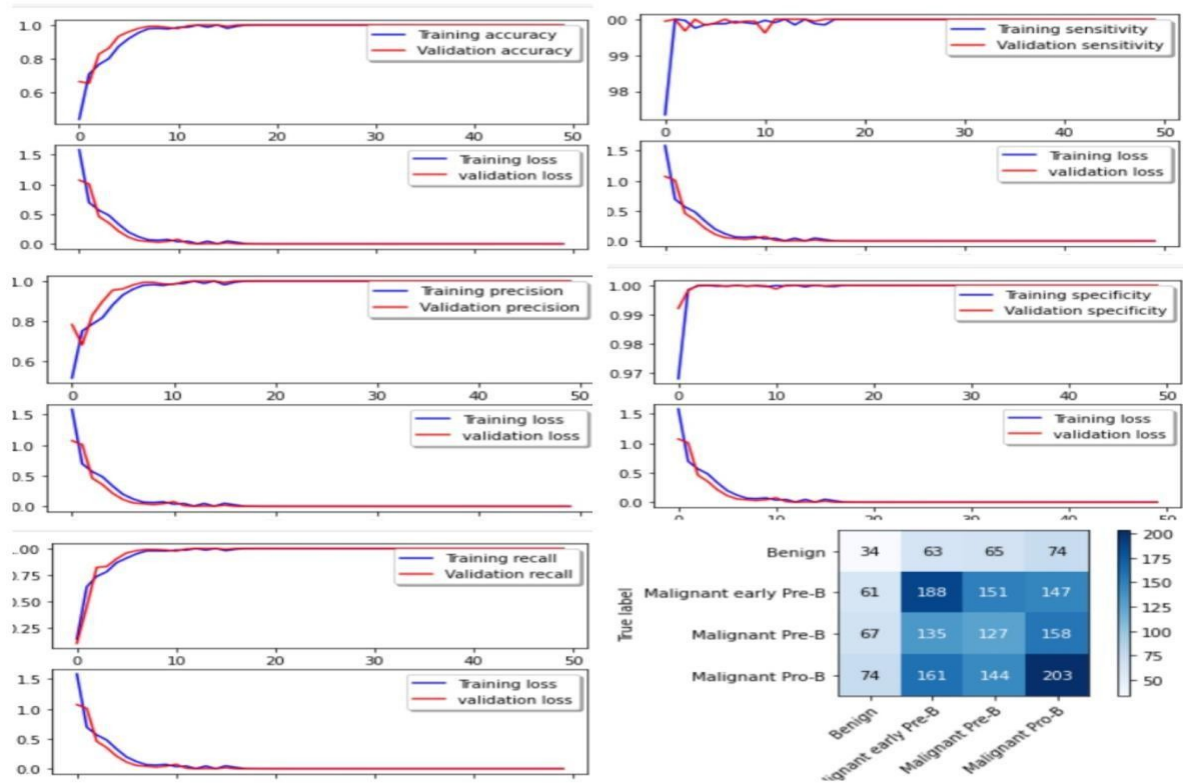 1.0
0.8
0.6
Training accuracy
Validation accuracy
0 10 20 30 40 50
1.5
1.0
0.5
0.0
Training loss
validation loss
1.0
0.8
0.6
Training precision
Validation precision
0 10 20 30 40 50
1.5
1.0
0.5
0.0
Training loss
validation loss
.00
0.75
0.50
0.25
Training recall
Validation recall
0 10 20 30 40 50
1.5
1.0
0.5
0.0
Training loss
validation loss
00
99
98
Training sensitivity
Validation sensitivity
0 10 20 30 40 50
1.5
1.0
0.5
0.0
Training loss
validation loss
1.00
0.99
0.98
0.97
Training specificity
Validation specificity
0 10 20 30 40 50
1.5
1.0
0.5
0.0
Training loss
validation loss
True label
Benign 34 63 65 74
Malignant early Pre-B 61 188 151 147
Malignant Pre-B 67 135 127 158
Malignant Pro-B 74 161 144 203
Benign
lignant early Pre-B
Malignant Pre-B
Malignant Pro-B
200
175
150
125
100
75
50